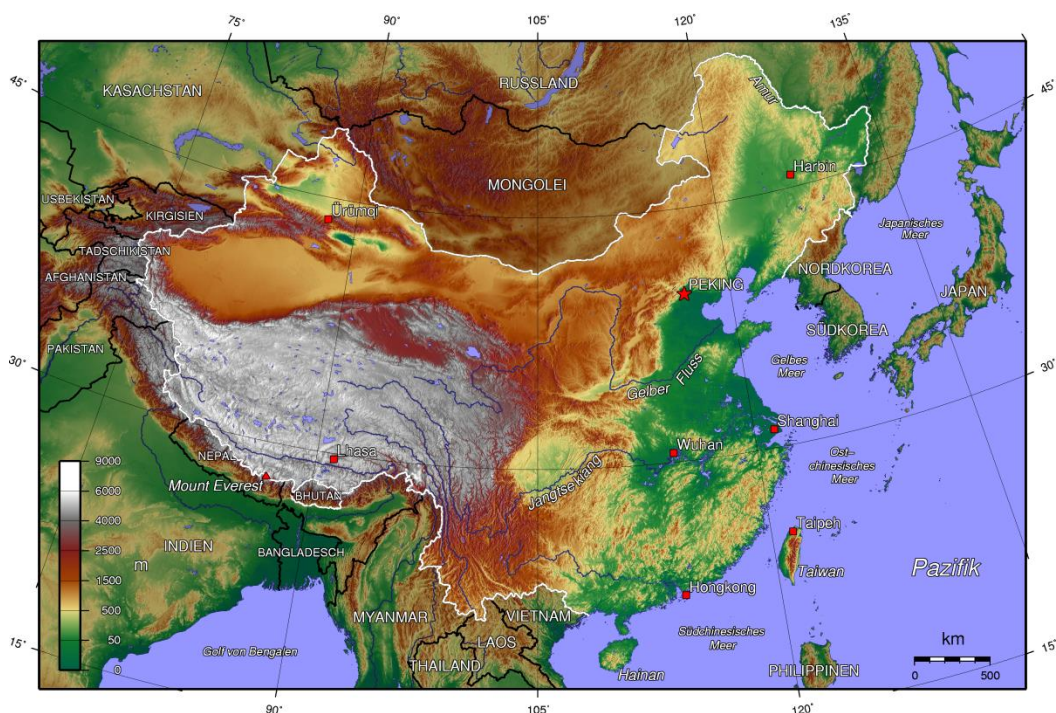 75°
90°
105°
120°
135°
45°
45°
KASACHSTAN
RUSSLAND
Amur
MONGOLEI
Harbin
USBEKISTAN
KIRGISIEN
Ürümqi
Japanisches
Meer
TADSCHIKISTAN
AFGHANISTAN
NORDKOREA
PEKING
JAPAN
SÜDKOREA
PAKISTAN
30°
Gelbes
Meer
30°
Gelber
Fluss
Shanghai
Wuhan
NEPAL
Lhasa
Mount Everest
BHUTAN
Jangtsekiang
Ost–
chinesisches
Meer
9000
6000
4000
2500
1500
500
50
0
m
INDIEN
BANGLADESCH
Taipeh
Taiwan
Pazifik
Hongkong
MYANMAR
VIETNAM
LAOS
THAILAND
Golf von Bengalen
Südchinesisches
Meer
Hainan
PHILIPPINEN
km
0
500
15°
15°
90°
105°
120°